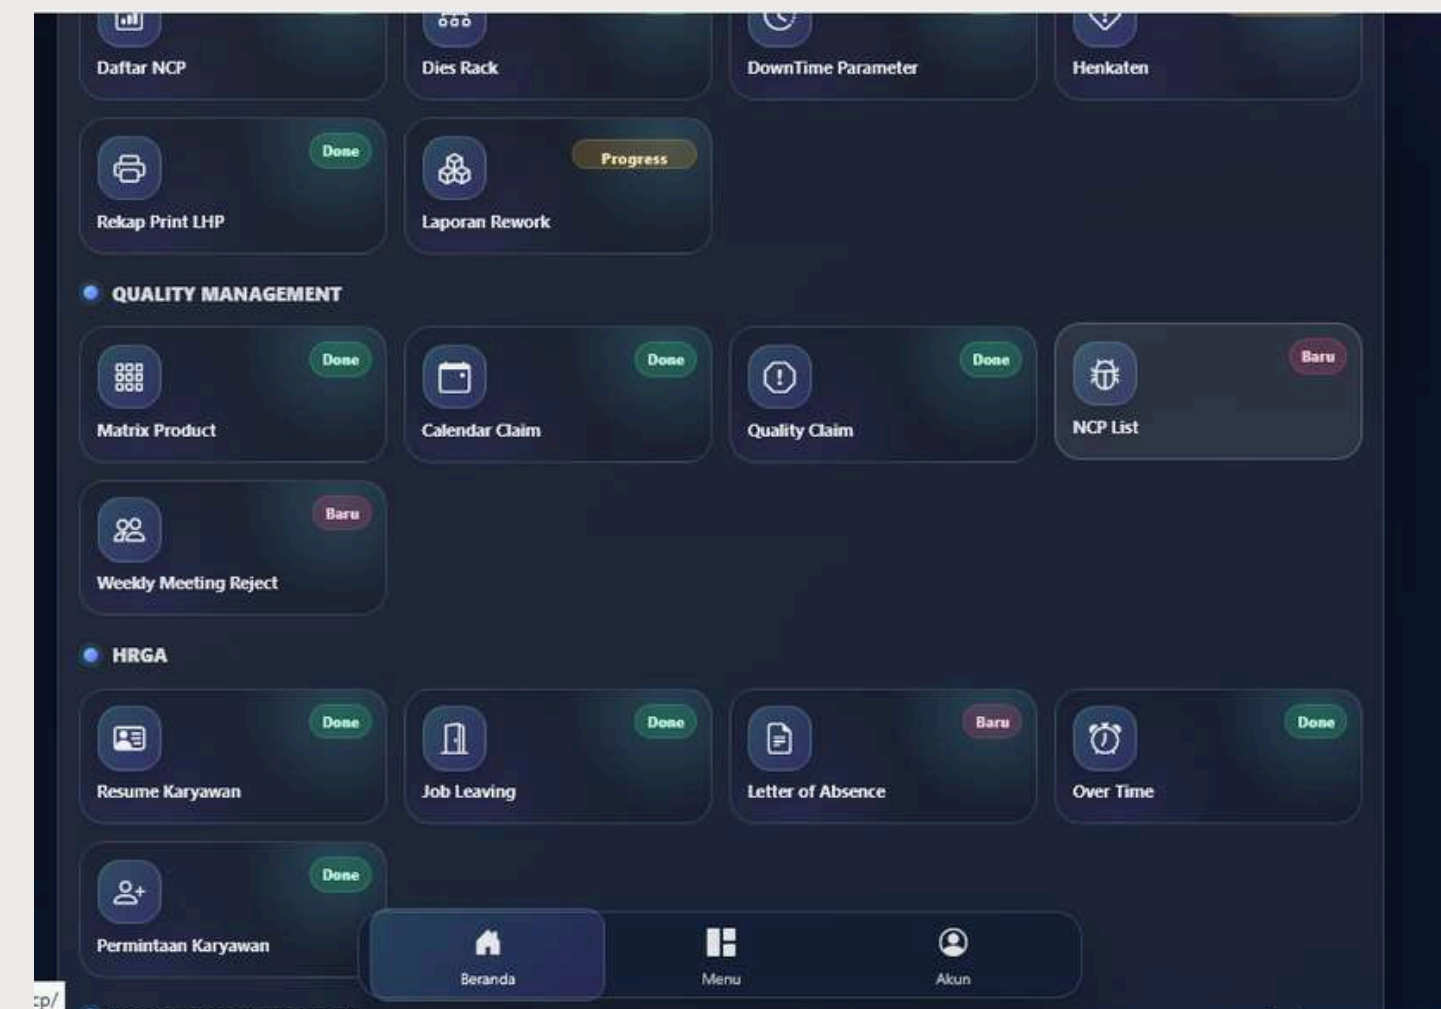 Daftar NCP
Dies Rack
DownTime Parameter
Henkaten
Done
Rekap Print LHP
Progress
Laporan Rework
QUALITY MANAGEMENT
Done
Matrix Product
Done
Calendar Claim
Done
Quality Claim
Baru
NCP List
Baru
Weekly Meeting Reject
HRGA
Done
Resume Karyawan
Done
Job Leaving
Baru
Letter of Absence
Done
Over Time
Done
Permintaan Karyawan
Beranda
Menu
Akun
cp/